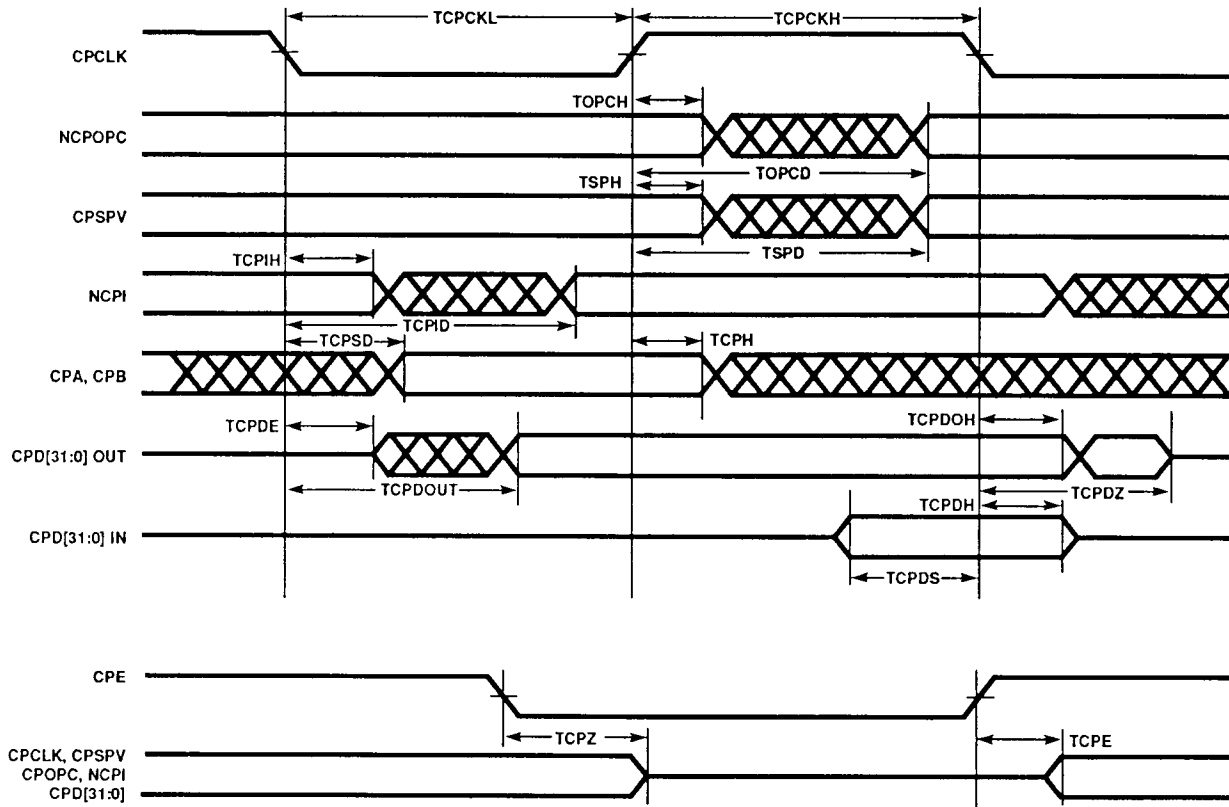 TCPCKL
TCPCKH
CPCLK
TOPCH
NCPOPC
TOPCD
TSPH
CPSPV
TSPD
TCPIH
NCPI
TCPID
TCPSD
TCPH
CPA, CPB
TCPDE
TCPDOH
CPD[31:0] OUT
TCPDOUT
TCPDZ
TCPDH
CPD[31:0] IN
TCPDS
CPE
TCPZ
TCPE
CPCLK, CPSPV
CPOPC, NCPI
CPD[31:0]